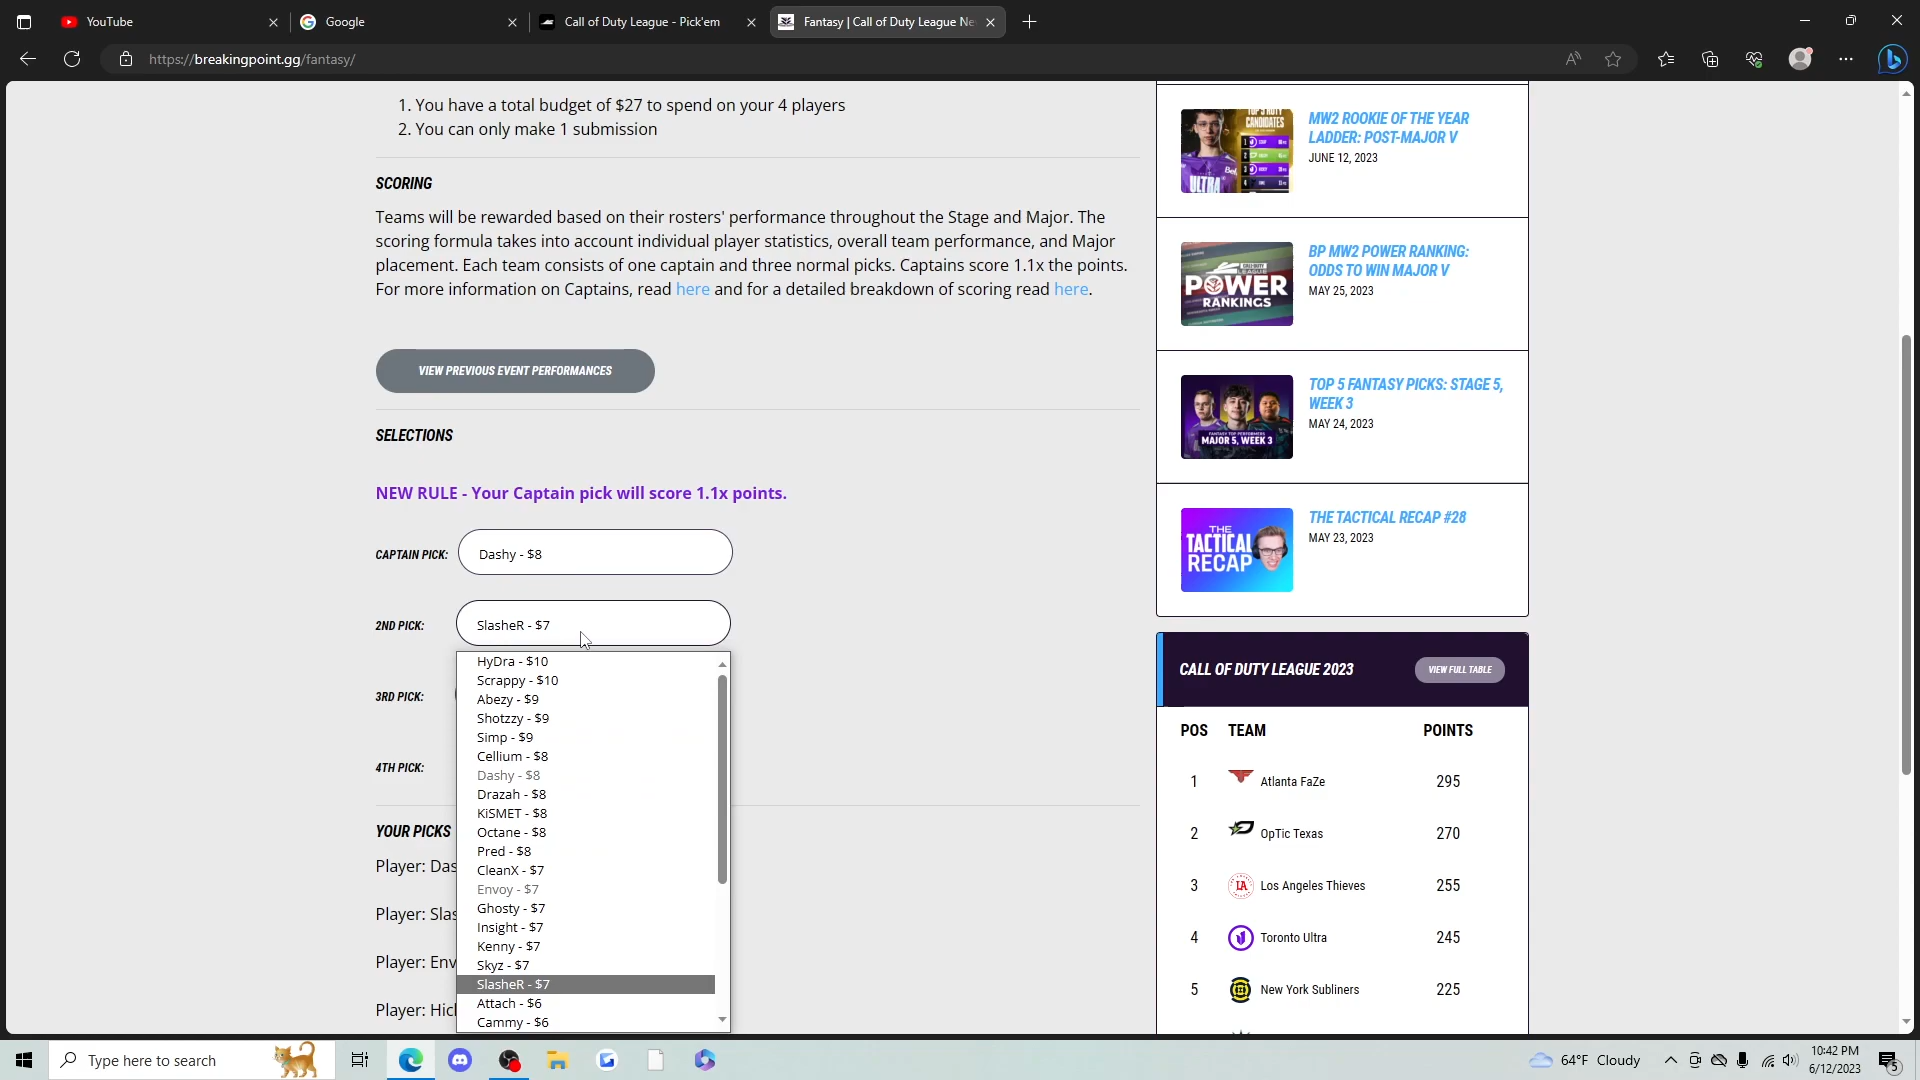 YouTube
Google
Call of Duty League - Pick'em
Fantasy | Call of Duty League Ne
https://breakingpoint.gg/fantasy/
1. You have a total budget of $27 to spend on your 4 players
2. You can only make 1 submission
SCORING
Teams will be rewarded based on their rosters' performance throughout the Stage and Major. The
scoring formula takes into account individual player statistics, overall team performance, and Major
placement. Each team consists of one captain and three normal picks. Captains score 1.1x the points.
For more information on Captains, read here and for a detailed breakdown of scoring read here.
VIEW PREVIOUS EVENT PERFORMANCES
SELECTIONS
NEW RULE - Your Captain pick will score 1.1x points.
CAPTAIN PICK: Dashy - $8
2ND PICK: SlasheR - $7
3RD PICK:
4TH PICK:
HyDra - $10
Scrappy - $10
Abezy - $9
Shotzzy - $9
Simp - $9
Cellium - $8
Dashy - $8
Drazah - $8
KiSMET - $8
Octane - $8
Pred - $8
CleanX - $7
Envoy - $7
Ghosty - $7
Insight - $7
Kenny - $7
Skyz - $7
SlasheR - $7
Attach - $6
Cammy - $6
YOUR PICKS
Player: Das
Player: Slas
Player: Env
Player: Hick
MW2 ROOKIE OF THE YEAR
LADDER: POST-MAJOR V
JUNE 12, 2023
CANDIDATES
ULTRA
BP MW2 POWER RANKING:
ODDS TO WIN MAJOR V
MAY 25, 2023
POWER
RANKINGS
TOP 5 FANTASY PICKS: STAGE 5,
WEEK 3
MAY 24, 2023
FANTASY TOP PERFORMERS
MAJOR 5, WEEK 3
THE TACTICAL RECAP #28
MAY 23, 2023
THE
TACTICAL
RECAP
CALL OF DUTY LEAGUE 2023
VIEW FULL TABLE
POS TEAM POINTS
1 Atlanta FaZe 295
2 OpTic Texas 270
3 LA Los Angeles Thieves 255
4 Toronto Ultra 245
5 New York Subliners 225
Type here to search
64°F Cloudy
10:42 PM
6/12/2023
5